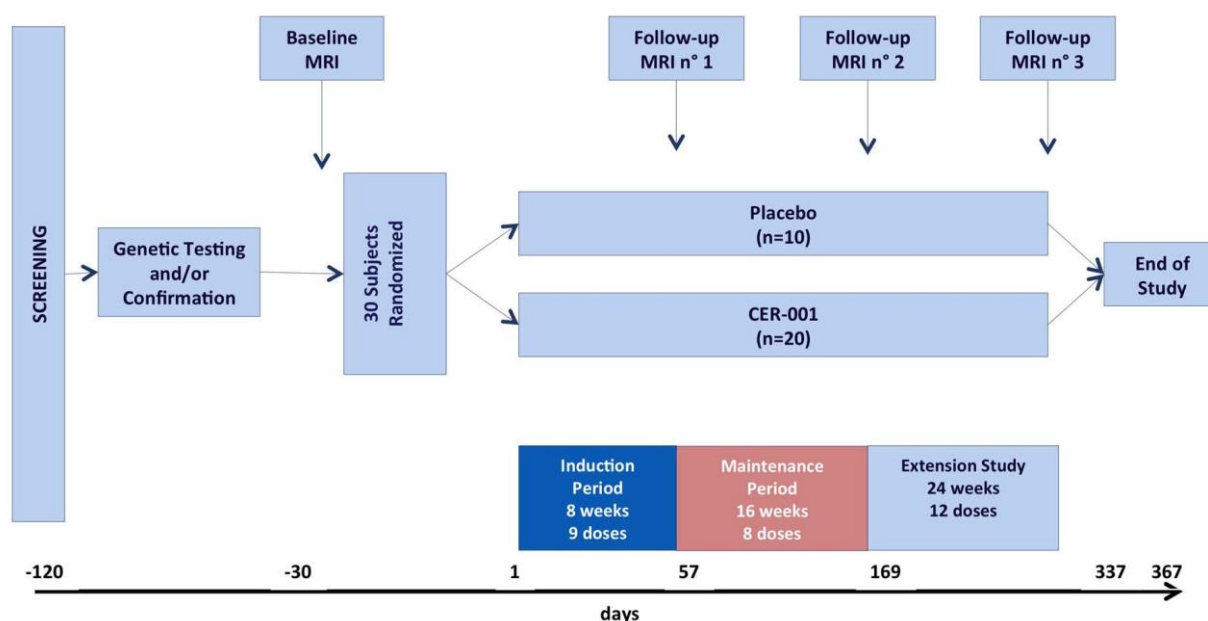 Baseline
MRI
Follow-up
MRI n° 1
Follow-up
MRI n° 2
Follow-up
MRI n° 3
SCREENING
Genetic Testing
and/or
Confirmation
30 Subjects
Randomized
Placebo
(n=10)
CER-001
(n=20)
End of
Study
Induction
Period
8 weeks
9 doses
Maintenance
Period
16 weeks
8 doses
Extension Study
24 weeks
12 doses
-120 -30 1 57 169 337 367
days